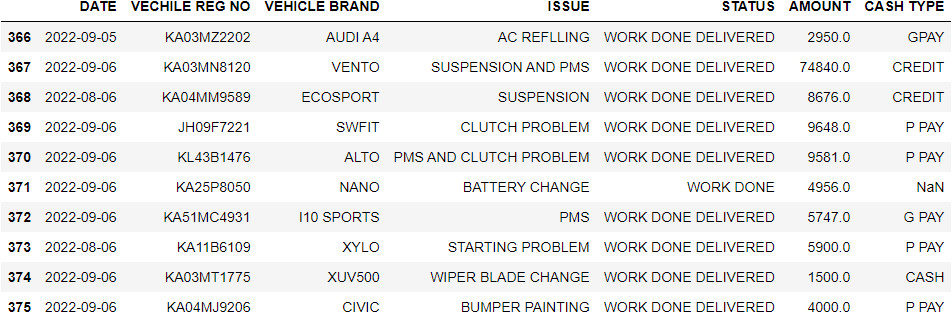 DATE VECHILE REG NO VEHICLE BRAND ISSUE STATUS AMOUNT CASH TYPE
366 2022-09-05 KA03MZ2202 AUDI A4 AC REFLLING WORK DONE DELIVERED 2950.0 GPAY
367 2022-09-06 KA03MN8120 VENTO SUSPENSION AND PMS WORK DONE DELIVERED 74840.0 CREDIT
368 2022-08-06 KA04MM9589 ECOSPORT SUSPENSION WORK DONE DELIVERED 8676.0 CREDIT
369 2022-09-06 JH09F7221 SWFIT CLUTCH PROBLEM WORK DONE DELIVERED 9648.0 P PAY
370 2022-09-06 KL43B1476 ALTO PMS AND CLUTCH PROBLEM WORK DONE DELIVERED 9581.0 P PAY
371 2022-09-06 KA25P8050 NANO BATTERY CHANGE WORK DONE 4956.0 NaN
372 2022-09-06 KA51MC4931 I10 SPORTS PMS WORK DONE DELIVERED 5747.0 G PAY
373 2022-08-06 KA11B6109 XYLO STARTING PROBLEM WORK DONE DELIVERED 5900.0 P PAY
374 2022-09-06 KA03MT1775 XUV500 WIPER BLADE CHANGE WORK DONE DELIVERED 1500.0 CASH
375 2022-09-06 KA04MJ9206 CIVIC BUMPER PAINTING WORK DONE DELIVERED 4000.0 P PAY